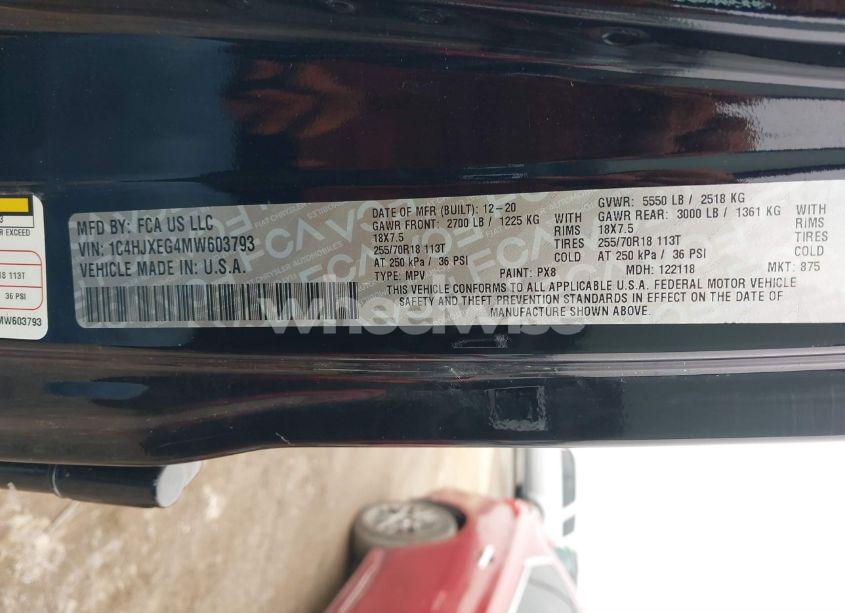 3
R EXCEED
18 113T
36 PSI
MW603793
MFD BY: FCA US LLC
VIN: 1C4HJXEG4MW603793
VEHICLE MADE IN: U.S.A.
DATE OF MFR (BUILT): 12-20
GAWR FRONT: 2700 LB / 1225 KG
18X7.5
255/70R18 113T
AT 250 kPa / 36 PSI
TYPE: MPV
PAINT: PX8
WITH
RIMS
TIRES
COLD
GVWR: 5550 LB / 2518 KG
GAWR REAR: 3000 LB / 1361 KG
18X7.5
255/70R18 113T
AT 250 kPa / 36 PSI
MDH: 122118
MKT: 875
WITH
RIMS
TIRES
COLD
THIS VEHICLE CONFORMS TO ALL APPLICABLE U.S.A. FEDERAL MOTOR VEHICLE
SAFETY AND THEFT PREVENTION STANDARDS IN EFFECT ON THE DATE OF
MANUFACTURE SHOWN ABOVE.
wheelwise